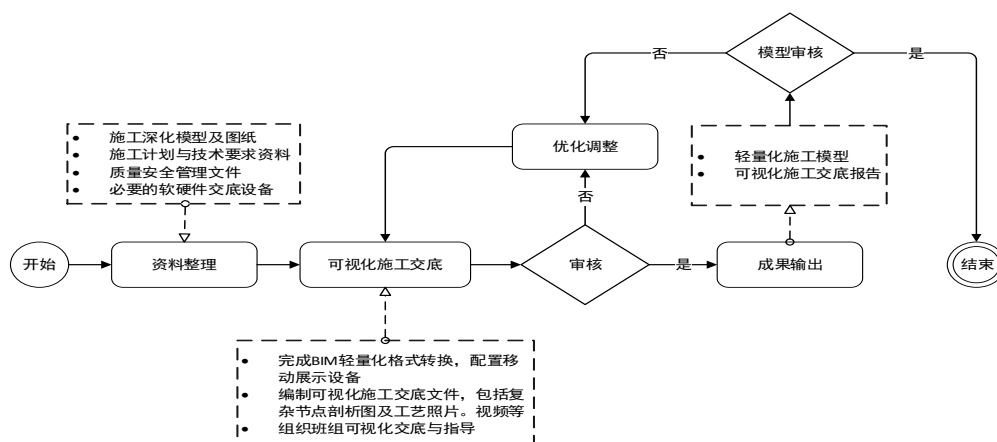 否
模型审核
是
施工深化模型及图纸
施工计划与技术要求资料
质量安全管理文件
必要的软硬件交底设备
优化调整
轻量化施工模型
可视化施工交底报告
否
开始
资料整理
可视化施工交底
审核
是
成果输出
结束
完成BIM轻量化格式转换，配置移
动展示设备
编制可视化施工交底文件，包括复
杂节点剖析图及工艺照片。视频等
组织班组可视化交底与指导